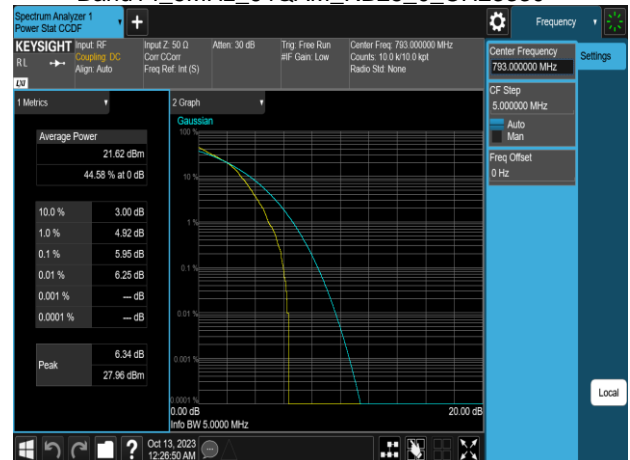 Spectrum Analyzer 1
Power Stat CCDF
Frequency
KEYSIGHT
RL
LXI
Input: RF
Coupling: DC
Align: Auto
Input Z: 50 Ω
Corr CCorr
Freq Ref: Int (S)
Atten: 30 dB
Trig: Free Run
#IF Gain: Low
Center Freq: 793.000000 MHz
Counts: 10.0 k/10.0 kpt
Radio Std: None
Center Frequency
793.000000 MHz
Settings
CF Step
5.000000 MHz
Auto
Man
Freq Offset
0 Hz
1 Metrics
Average Power
21.62 dBm
44.58 % at 0 dB
10.0 % 3.00 dB
1.0 % 4.92 dB
0.1 % 5.95 dB
0.01 % 6.25 dB
0.001 % --- dB
0.0001 % --- dB
Peak
6.34 dB
27.96 dBm
2 Graph
Gaussian
100 %
10 %
1 %
0.1 %
0.01 %
0.001 %
0.0001 %
0.00 dB
20.00 dB
Info BW 5.0000 MHz
Local
?
Oct 13, 2023
12:26:50 AM